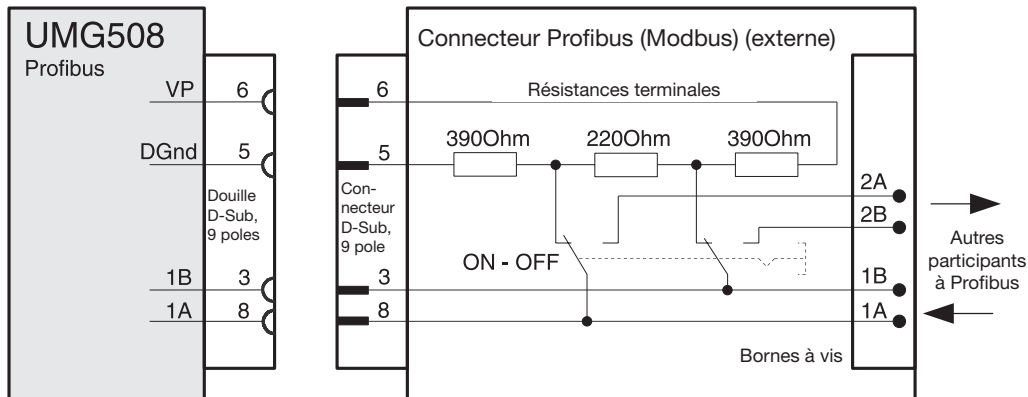 UMG508
Profibus
VP
6
DGnd
5
Douille
D-Sub,
9 poles
1B
3
1A
8
Connecteur Profibus (Modbus) (externe)
6
Résistances terminales
5
390Ohm
220Ohm
390Ohm
Con-
necteur
D-Sub,
9 pole
ON - OFF
3
8
2A
2B
1B
1A
Bornes à vis
Autres
participants
à Profibus